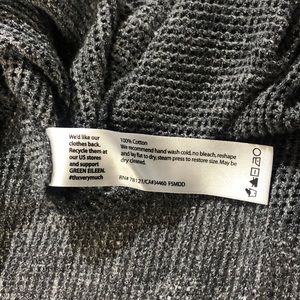 We'd like our
clothes back.
Recycle them at
our US stores
and support
GREEN EILEEN.
#thxverymuch
100% Cotton
We recommend hand wash cold, no bleach, reshape
and lay flat to dry, steam press to restore size. May be
dry cleaned.
RN# 78121/CA#34460 FSMDD